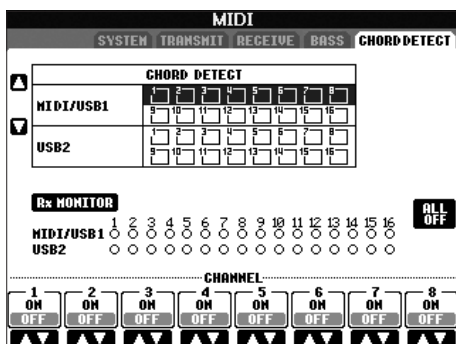 MIDI
SYSTEM TRANSMIT RECEIVE BASS CHORD DETECT
CHORD DETECT
MIDI/USB1
1 2 3 4 5 6 7 8
9 10 11 12 13 14 15 16
USB2
1 2 3 4 5 6 7 8
9 10 11 12 13 14 15 16
Rx MONITOR
ALL OFF
1 2 3 4 5 6 7 8 9 10 11 12 13 14 15 16
MIDI/USB1
USB2
CHANNEL
1 2 3 4 5 6 7 8
ON ON ON ON ON ON ON ON
OFF OFF OFF OFF OFF OFF OFF OFF